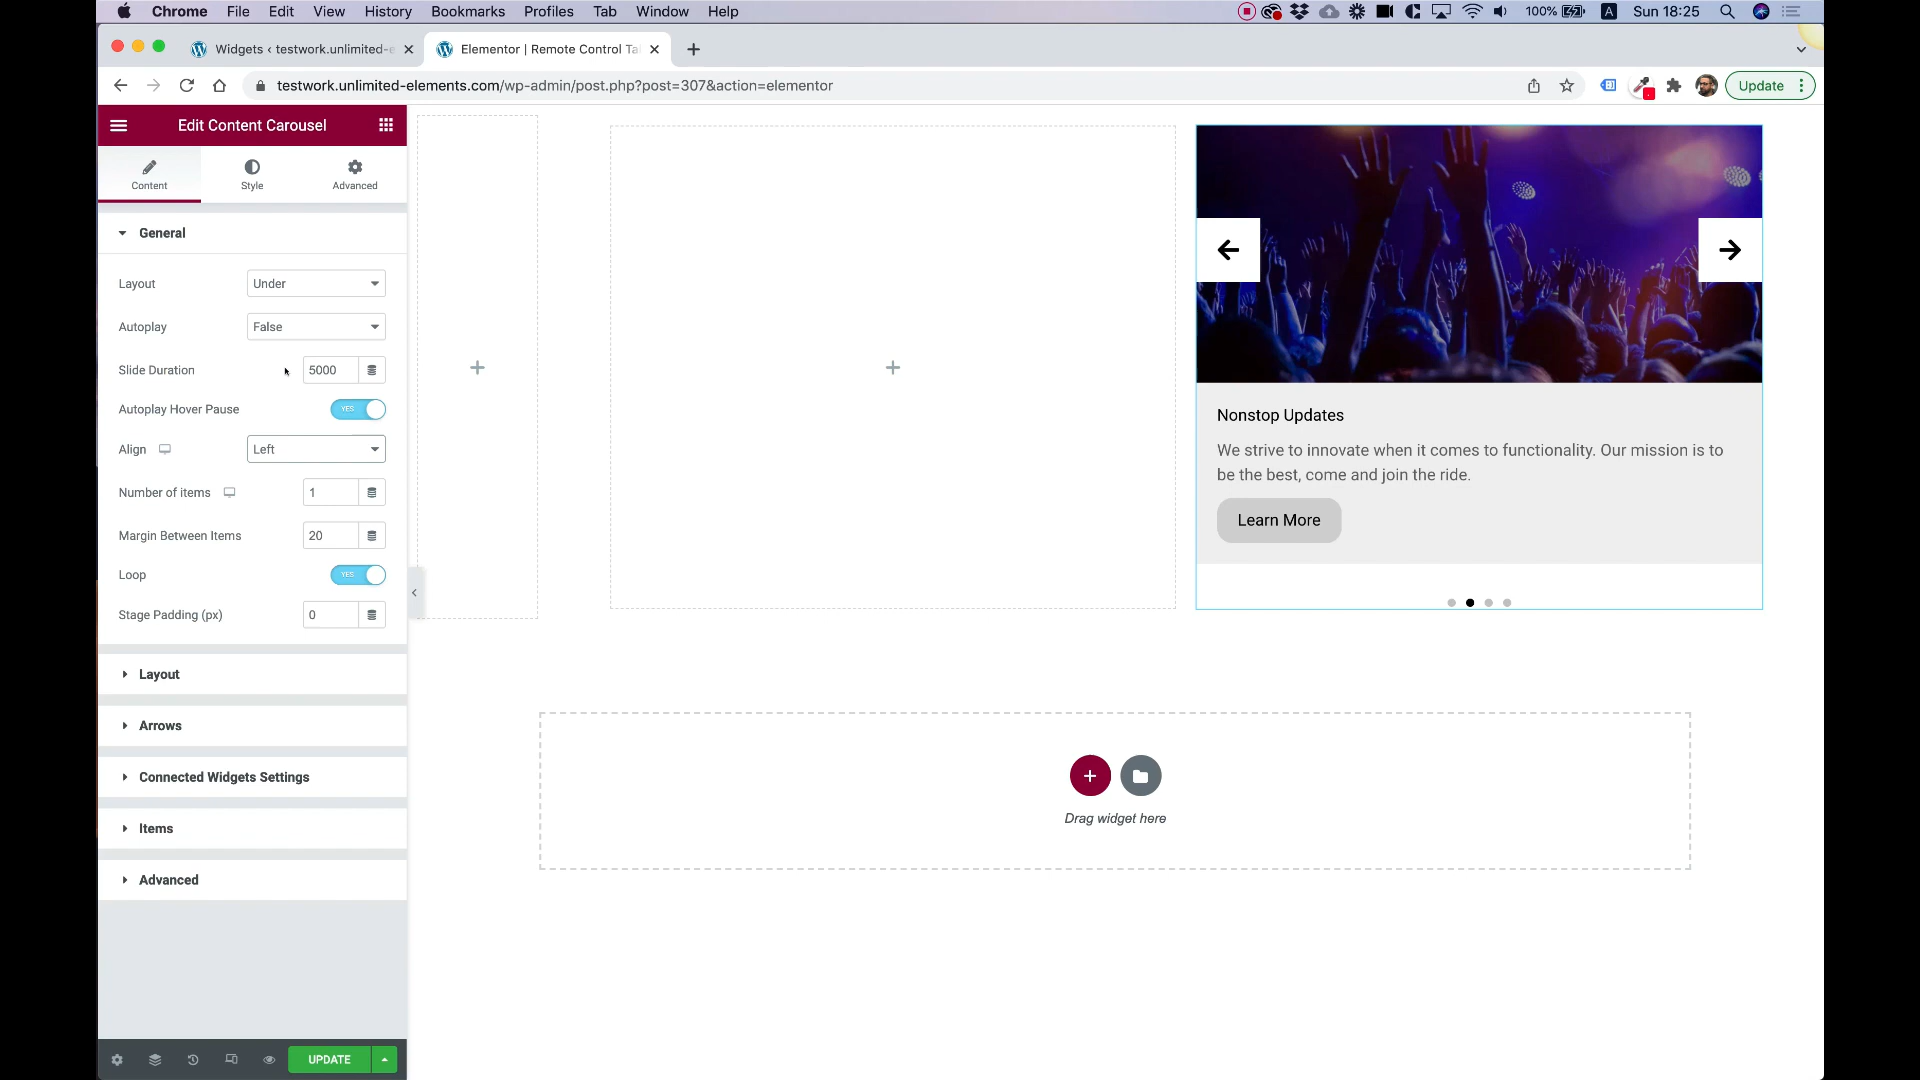 Chrome File Edit View History Bookmarks Profiles Tab Window Help 100% A Sun 18:25
Widgets ‹ testwork.unlimited-e Elementor | Remote Control Ta
testwork.unlimited-elements.com/wp-admin/post.php?post=307&action=elementor Update
Edit Content Carousel
Content Style Advanced
General
Layout Under
Autoplay False
Slide Duration 5000
Autoplay Hover Pause YES
Align Left
Number of items 1
Margin Between Items 20
Loop YES
Stage Padding (px) 0
Layout
Arrows
Connected Widgets Settings
Items
Advanced
UPDATE
Nonstop Updates
We strive to innovate when it comes to functionality. Our mission is to
be the best, come and join the ride.
Learn More
Drag widget here